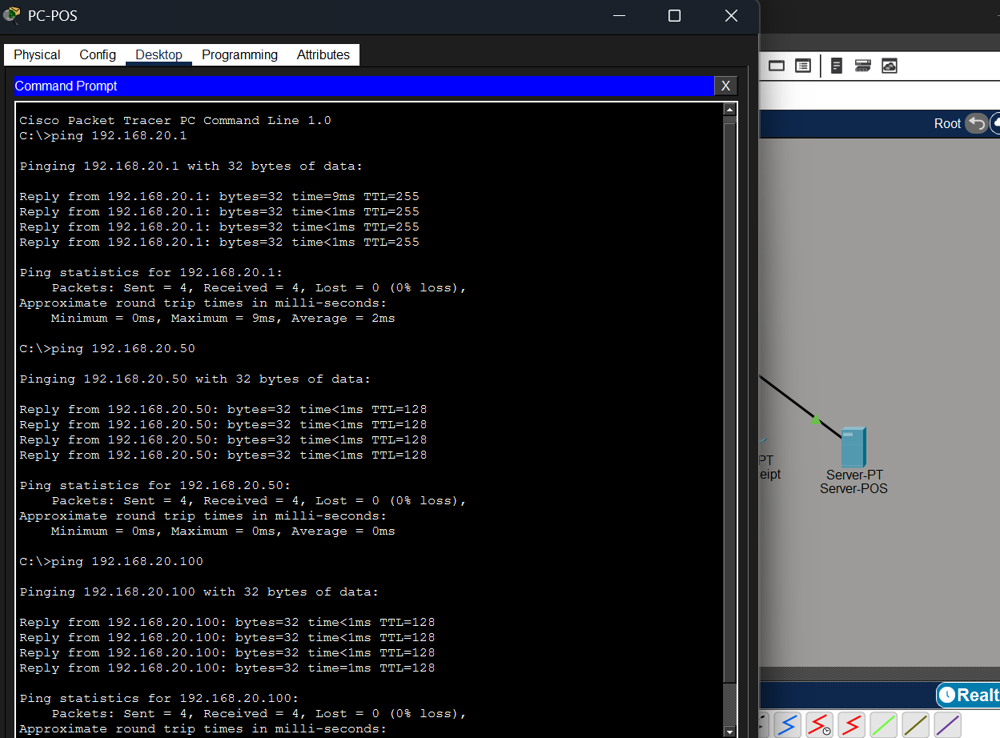 PC-POS
Physical Config Desktop Programming Attributes
Command Prompt
X
Cisco Packet Tracer PC Command Line 1.0
C:\>ping 192.168.20.1
Pinging 192.168.20.1 with 32 bytes of data:
Reply from 192.168.20.1: bytes=32 time=9ms TTL=255
Reply from 192.168.20.1: bytes=32 time<1ms TTL=255
Reply from 192.168.20.1: bytes=32 time<1ms TTL=255
Reply from 192.168.20.1: bytes=32 time<1ms TTL=255
Ping statistics for 192.168.20.1:
Packets: Sent = 4, Received = 4, Lost = 0 (0% loss),
Approximate round trip times in milli-seconds:
Minimum = 0ms, Maximum = 9ms, Average = 2ms
C:\>ping 192.168.20.50
Pinging 192.168.20.50 with 32 bytes of data:
Reply from 192.168.20.50: bytes=32 time<1ms TTL=128
Reply from 192.168.20.50: bytes=32 time<1ms TTL=128
Reply from 192.168.20.50: bytes=32 time<1ms TTL=128
Reply from 192.168.20.50: bytes=32 time<1ms TTL=128
Ping statistics for 192.168.20.50:
Packets: Sent = 4, Received = 4, Lost = 0 (0% loss),
Approximate round trip times in milli-seconds:
Minimum = 0ms, Maximum = 0ms, Average = 0ms
C:\>ping 192.168.20.100
Pinging 192.168.20.100 with 32 bytes of data:
Reply from 192.168.20.100: bytes=32 time<1ms TTL=128
Reply from 192.168.20.100: bytes=32 time<1ms TTL=128
Reply from 192.168.20.100: bytes=32 time<1ms TTL=128
Reply from 192.168.20.100: bytes=32 time=1ms TTL=128
Ping statistics for 192.168.20.100:
Packets: Sent = 4, Received = 4, Lost = 0 (0% loss),
Approximate round trip times in milli-seconds:
Root
PT
eipt
Server-PT
Server-POS
Realt